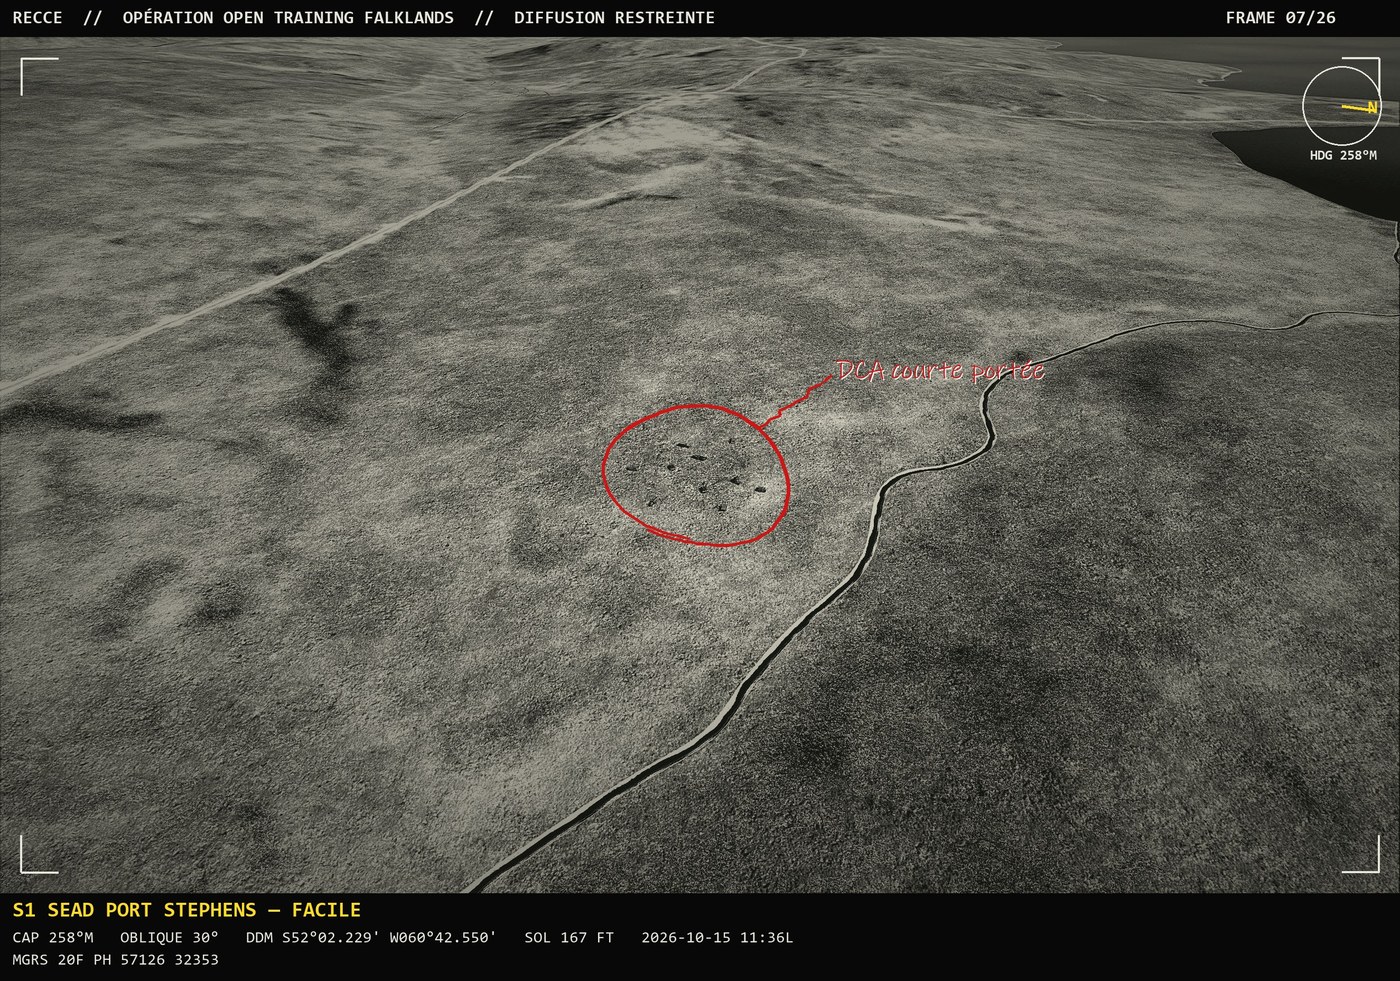 RECCE // OPÉRATION OPEN TRAINING FALKLANDS // DIFFUSION RESTREINTE FRAME 07/26
N
HDG 258°M
DCA courte portée
S1 SEAD PORT STEPHENS — FACILE
CAP 258°M OBLIQUE 30° DDM S52°02.229' W060°42.550' SOL 167 FT 2026-10-15 11:36L
MGRS 20F PH 57126 32353